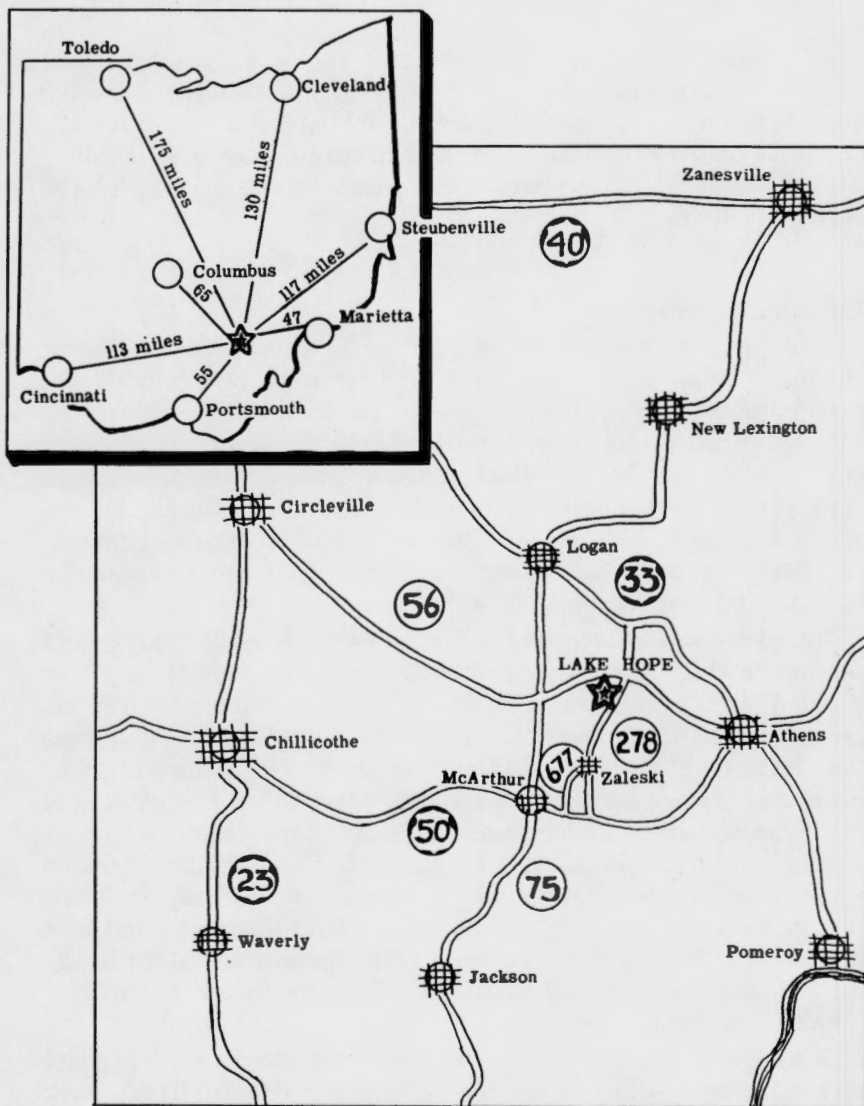 Toledo
Cleveland
175 miles
130 miles
Steubenville
Columbus
65
117 miles
47
Marietta
113 miles
Cincinnati
55
Portsmouth
Zanesville
40
New Lexington
Circleville
Logan
56
33
LAKE HOPE
Chillicothe
278
Athens
677
McArthur
Zaleski
50
23
75
Waverly
Pomeroy
Jackson